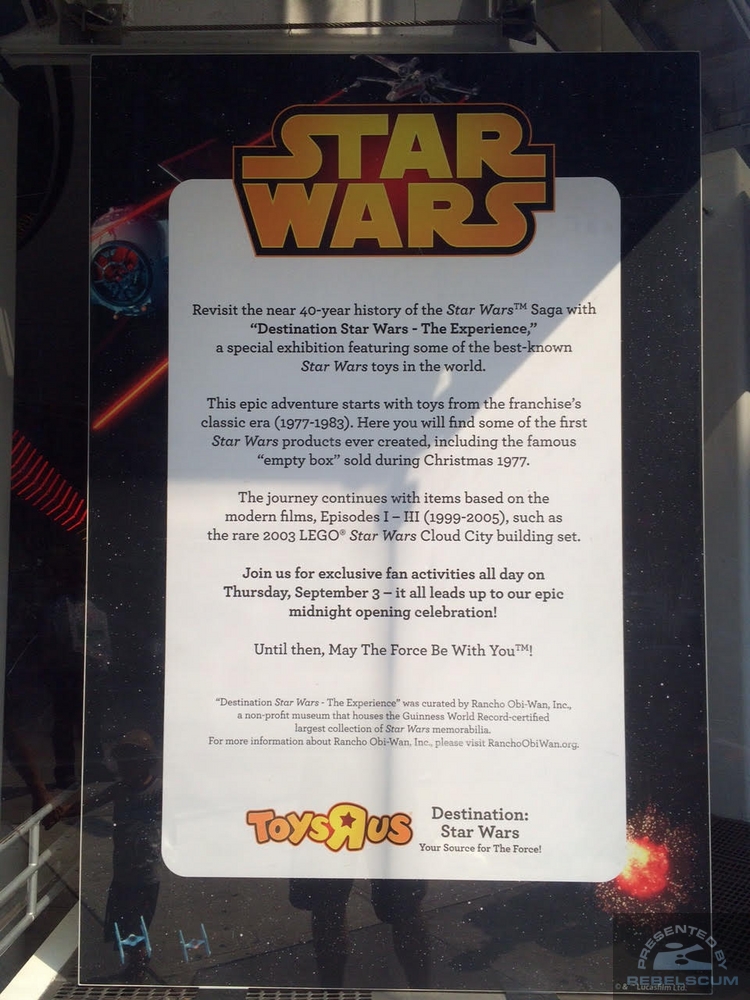 STAR
WARS
Revisit the near 40-year history of the Star Wars™ Saga with
“Destination Star Wars - The Experience,”
a special exhibition featuring some of the best-known
Star Wars toys in the world.
This epic adventure starts with toys from the franchise’s
classic era (1977-1983). Here you will find some of the first
Star Wars products ever created, including the famous
“empty box” sold during Christmas 1977.
The journey continues with items based on the
modern films, Episodes I – III (1999-2005), such as
the rare 2003 LEGO® Star Wars Cloud City building set.
Join us for exclusive fan activities all day on
Thursday, September 3 – it all leads up to our epic
midnight opening celebration!
Until then, May The Force Be With You™!
“Destination Star Wars - The Experience” was curated by Rancho Obi-Wan, Inc.,
a non-profit museum that houses the Guinness World Record-certified
largest collection of Star Wars memorabilia.
For more information about Rancho Obi-Wan, Inc., please visit RanchoObiWan.org.
ToysЯUs
Destination:
Star Wars
Your Source for The Force!
PRESENTED BY
REBELSCUM
© & ™ Lucasfilm Ltd.